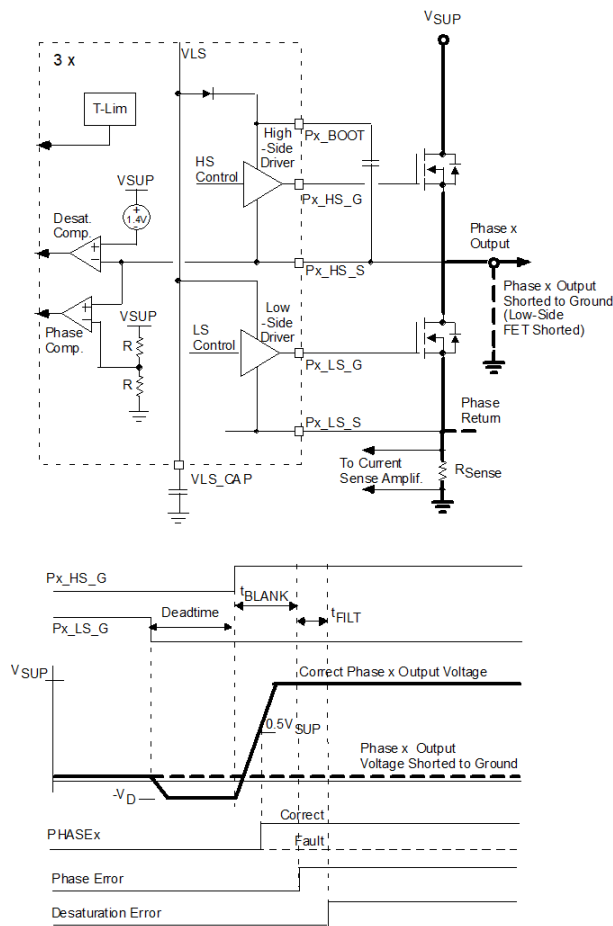 3 x
VLS
VSUP
T-Lim
High
-Side
Driver
Px_BOOT
HS
Control
Px_HS_G
VSUP
1.4V
Desat.
Comp.
+
−
Px_HS_S
Phase x
Output
Phase x Output
Shorted to Ground
(Low-Side
FET Shorted)
+
−
Phase
Comp.
VSUP
R
R
Low
-Side
Driver
LS
Control
Px_LS_G
Px_LS_S
Phase
Return
To Current
Sense Amplif.
RSense
VLS_CAP
Px_HS_G
tBLANK
Px_LS_G
Deadtime
tFILT
VSUP
Correct Phase x Output Voltage
0.5VSUP
Phase x Output
Voltage Shorted to Ground
-VD
PHASEx
Correct
Fault
Phase Error
Desaturation Error